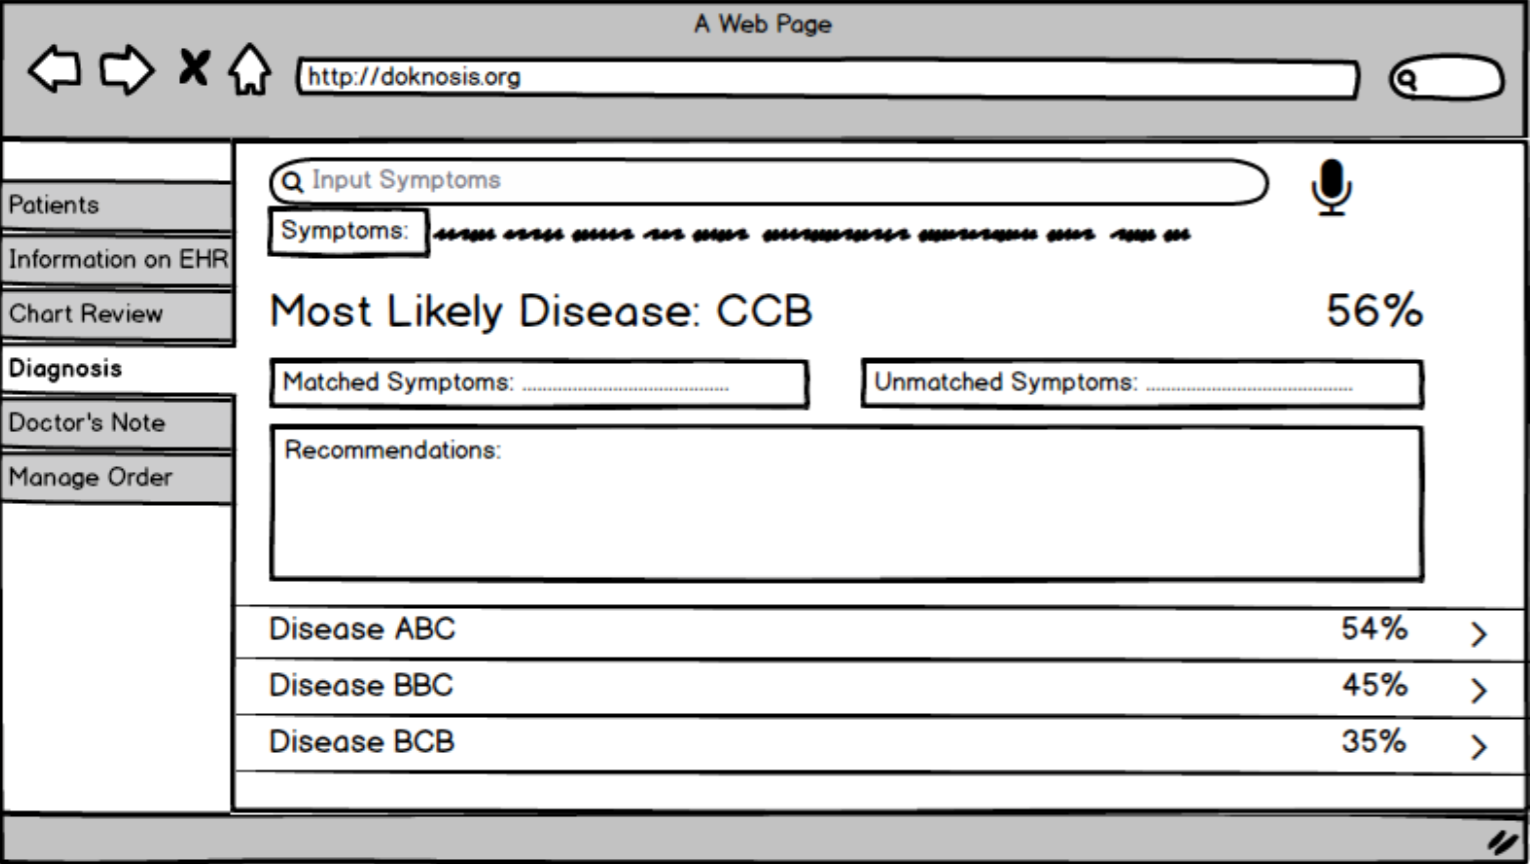 A Web Page
http://doknosis.org
Input Symptoms
Symptoms:
Patients
Information on EHR
Chart Review
Diagnosis
Doctor's Note
Manage Order
Most Likely Disease: CCB 56%
Matched Symptoms: ............................................
Unmatched Symptoms: ............................................
Recommendations:
Disease ABC 54%
Disease BBC 45%
Disease BCB 35%